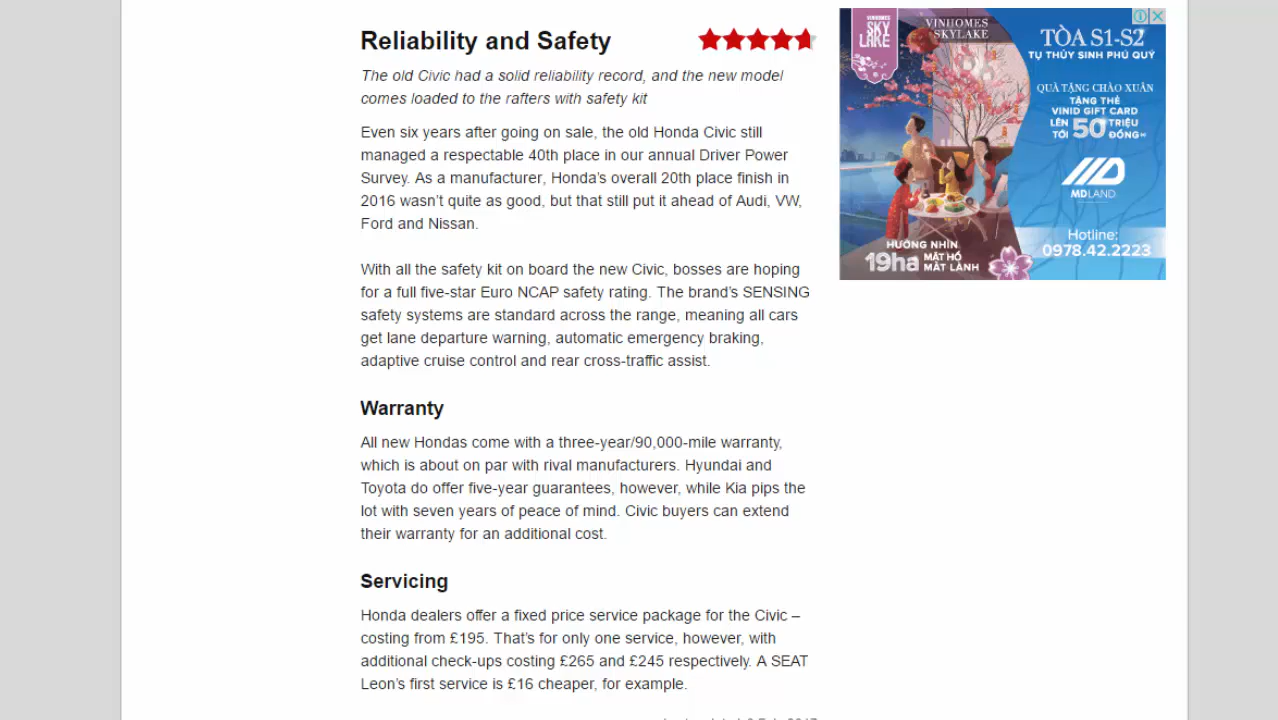 Reliability and Safety
The old Civic had a solid reliability record, and the new model
comes loaded to the rafters with safety kit
Even six years after going on sale, the old Honda Civic still
managed a respectable 40th place in our annual Driver Power
Survey. As a manufacturer, Honda's overall 20th place finish in
2016 wasn't quite as good, but that still put it ahead of Audi, VW,
Ford and Nissan.
With all the safety kit on board the new Civic, bosses are hoping
for a full five-star Euro NCAP safety rating. The brand's SENSING
safety systems are standard across the range, meaning all cars
get lane departure warning, automatic emergency braking,
adaptive cruise control and rear cross-traffic assist.
Warranty
All new Hondas come with a three-year/90,000-mile warranty,
which is about on par with rival manufacturers. Hyundai and
Toyota do offer five-year guarantees, however, while Kia pips the
lot with seven years of peace of mind. Civic buyers can extend
their warranty for an additional cost.
Servicing
Honda dealers offer a fixed price service package for the Civic –
costing from £195. That's for only one service, however, with
additional check-ups costing £265 and £245 respectively. A SEAT
Leon's first service is £16 cheaper, for example.
VINHOMES
SKY
LAKE
VINHOMES
SKYLAKE
TÒA S1-S2
TỤ THỦY SINH PHÚ QUÝ
QUÀ TẶNG CHÀO XUÂN
TẶNG THẺ
VINID GIFT CARD
LÊN
TỚI 50 TRIỆU
ĐỒNG
MDLAND
Hotline:
0978.42.2223
HƯỚNG NHÌN
19ha MẶT HỒ
MÁT LÀNH